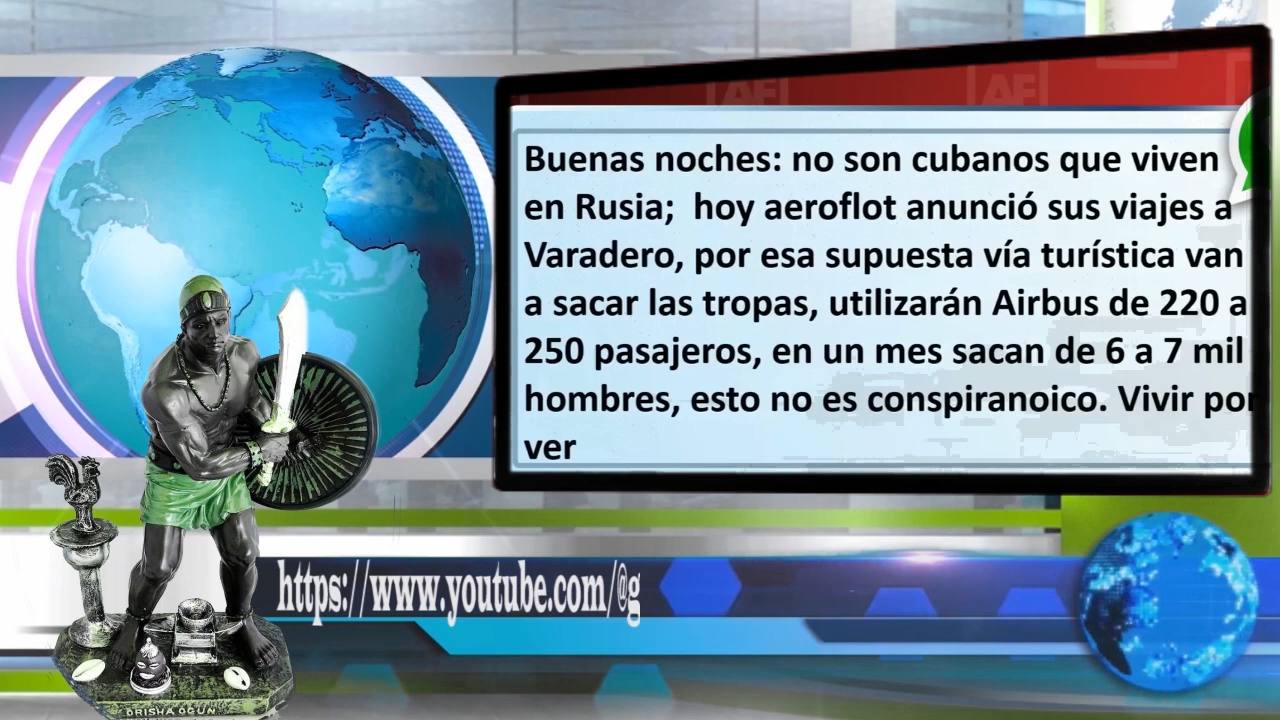 AF
AF
Buenas noches: no son cubanos que viven
en Rusia;  hoy aeroflot anunció sus viajes a
Varadero, por esa supuesta vía turística van
a sacar las tropas, utilizarán Airbus de 220 a
250 pasajeros, en un mes sacan de 6 a 7 mil
hombres, esto no es conspiranoico. Vivir por
ver
https://www.youtube.com/@g
ORISHA OGUN